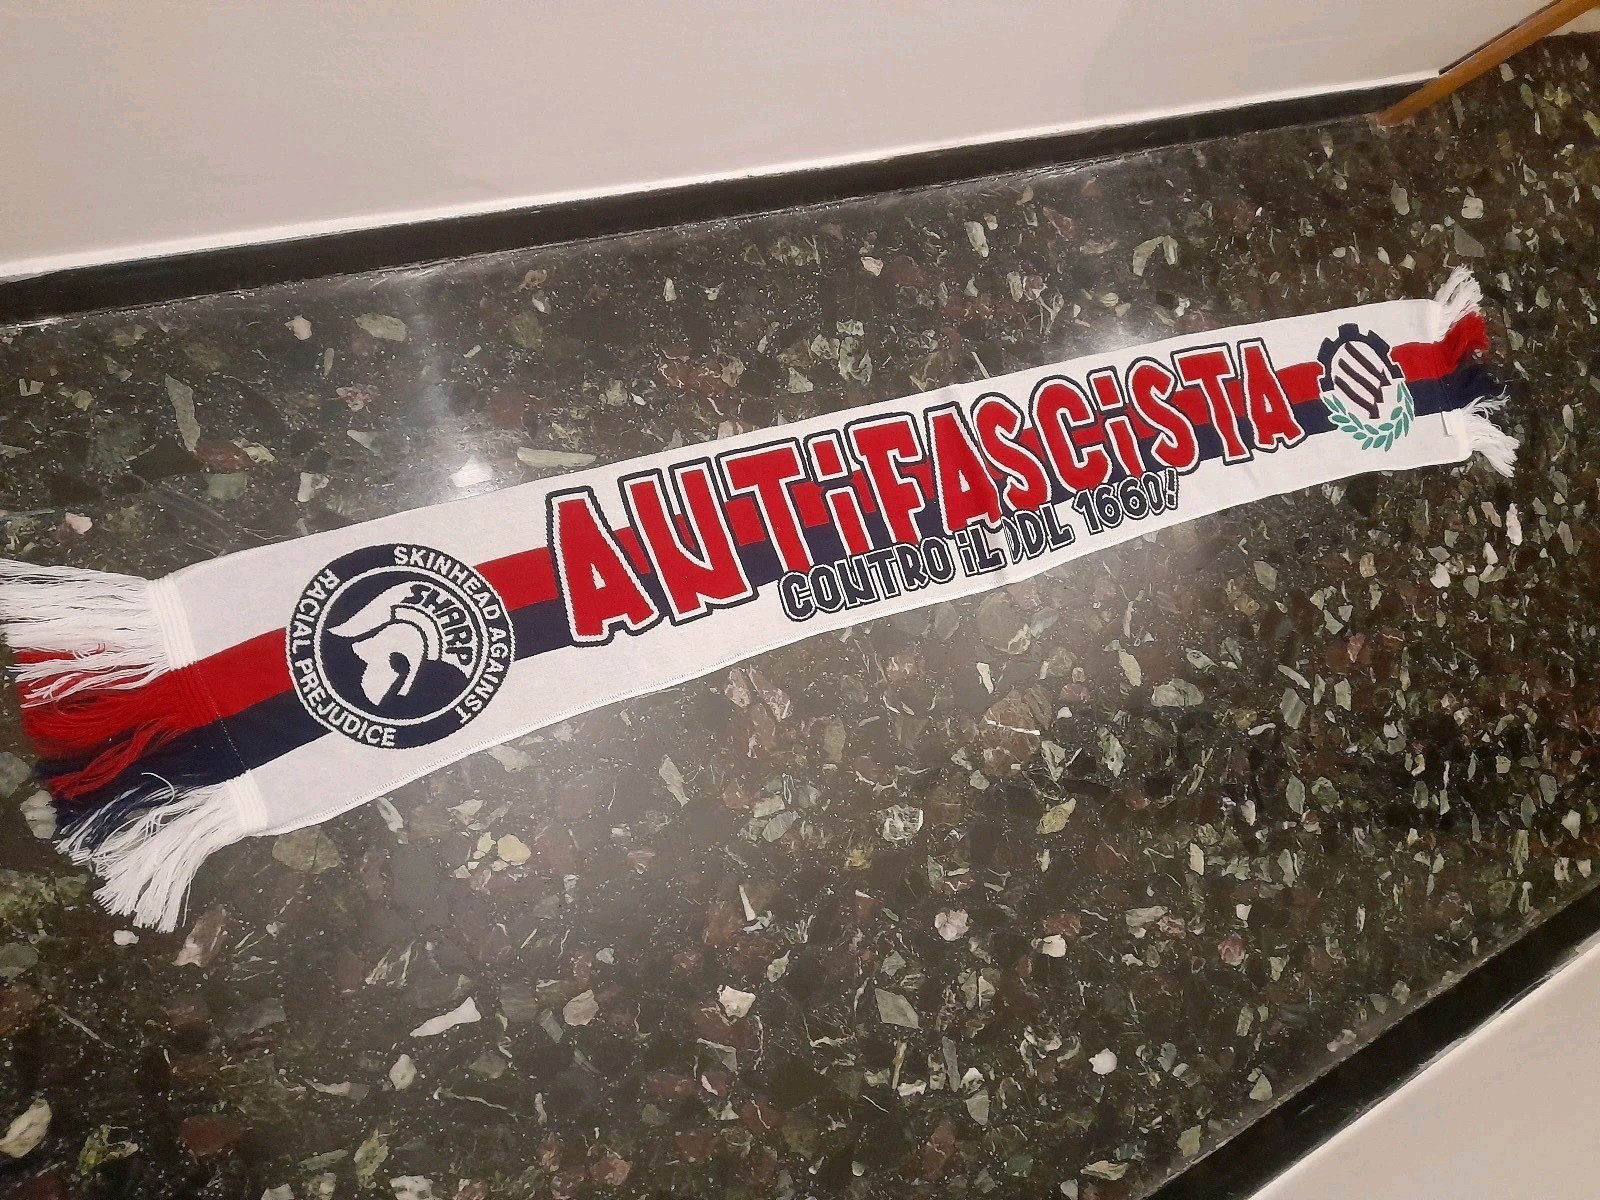 SKINHEAD AGAINST
RACIAL PREJUDICE
SHARP
ANTiFASCiSTA
CONTRO iL DDL 1660!